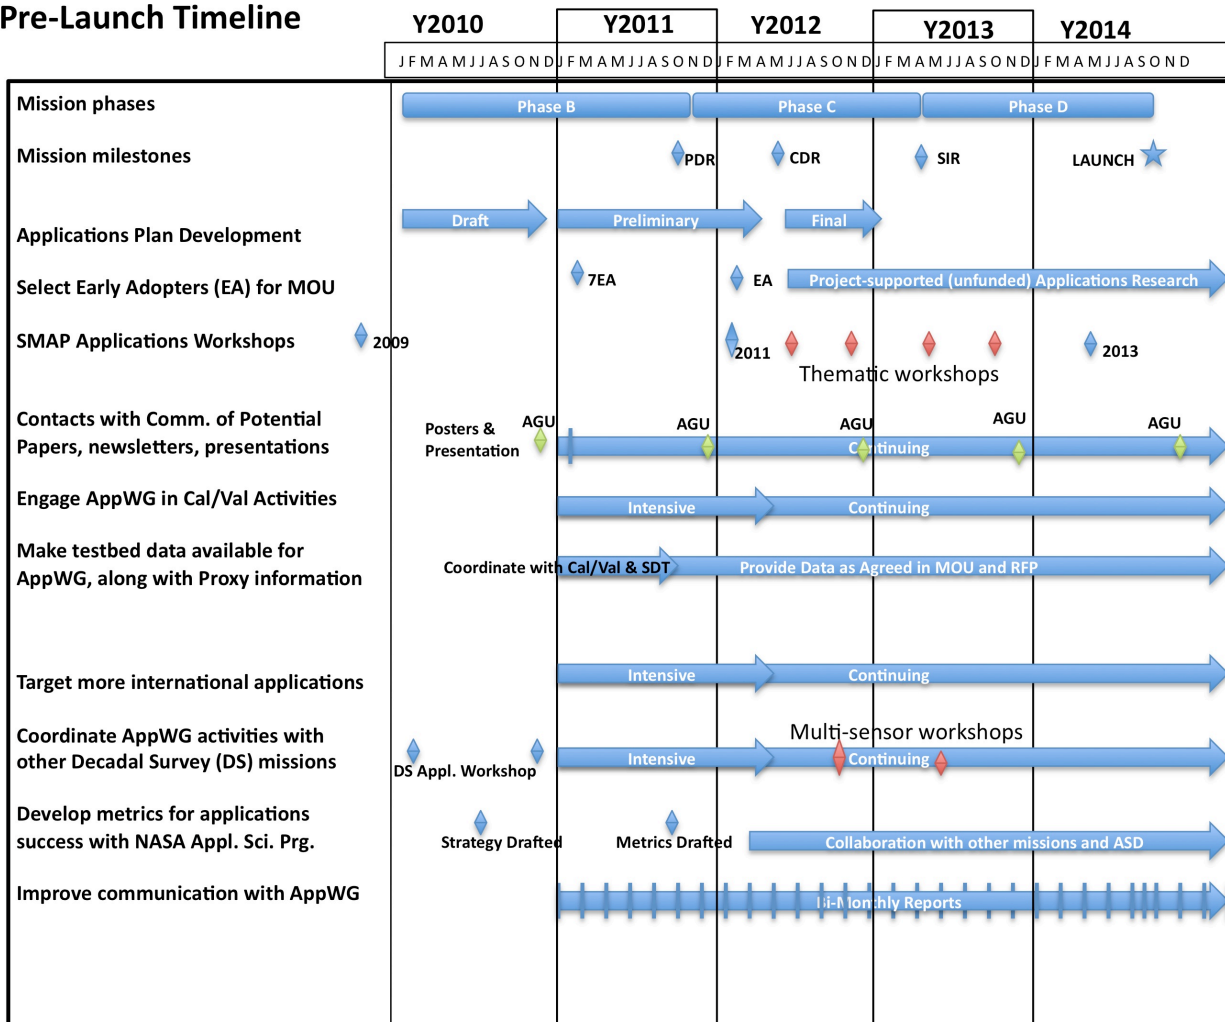 Pre-Launch Timeline
Y2010 Y2011 Y2012 Y2013 Y2014
J F M A M J J A S O N D J F M A M J J A S O N D J F M A M J J A S O N D J F M A M J J A S O N D J F M A M J J A S O N D
Mission phases
Phase B Phase C Phase D
Mission milestones
PDR CDR SIR LAUNCH
Applications Plan Development
Draft Preliminary Final
Select Early Adopters (EA) for MOU
7EA EA Project-supported (unfunded) Applications Research
SMAP Applications Workshops
2009 2011 2013
Thematic workshops
Contacts with Comm. of Potential
Papers, newsletters, presentations
Posters &
Presentation
AGU AGU AGU AGU AGU
Continuing
Engage AppWG in Cal/Val Activities
Intensive Continuing
Make testbed data available for
AppWG, along with Proxy information
Coordinate with Cal/Val & SDT Provide Data as Agreed in MOU and RFP
Target more international applications
Intensive Continuing
Coordinate AppWG activities with
other Decadal Survey (DS) missions
DS Appl. Workshop
Multi-sensor workshops
Intensive Continuing
Develop metrics for applications
success with NASA Appl. Sci. Prg.
Strategy Drafted Metrics Drafted Collaboration with other missions and ASD
Improve communication with AppWG
Bi-Monthly Reports